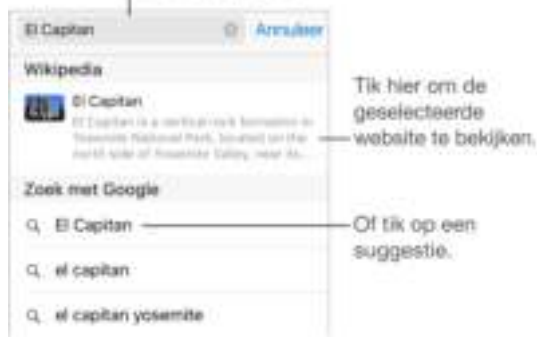 El Capitan
Annuleer
Wikipedia
El Capitan
El Capitan is a vertical rock formation in
Yosemite National Park, located on the
north side of Yosemite Valley, near its...
Tik hier om de
geselecteerde
website te bekijken.
Zoek met Google
El Capitan
Of tik op een
suggestie.
el capitan
el capitan yosemite